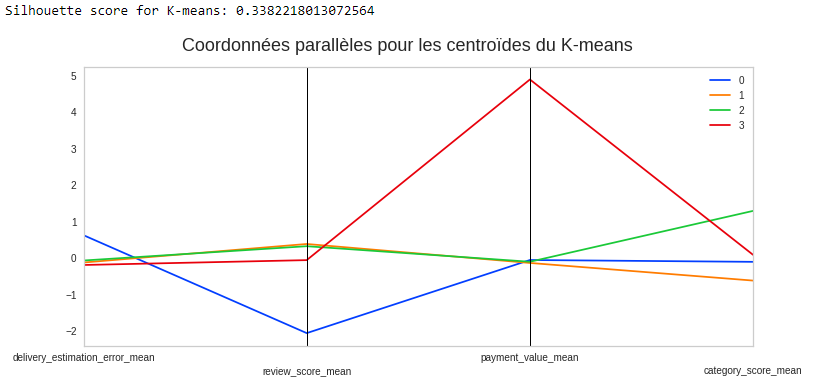 Silhouette score for K-means: 0.3382218013072564
Coordonnées parallèles pour les centroïdes du K-means
5
4
3
2
1
0
−1
−2
0
1
2
3
delivery_estimation_error_mean
review_score_mean
payment_value_mean
category_score_mean